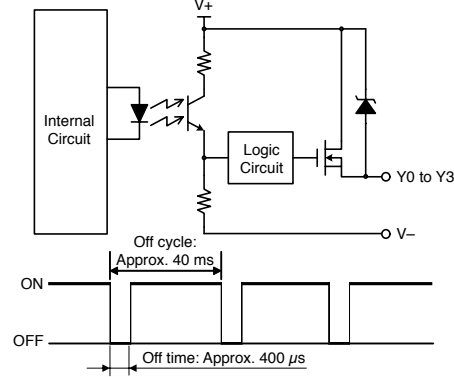 V+
Internal
Circuit
Logic
Circuit
Y0 to Y3
V–
Off cycle:
Approx. 40 ms
ON
OFF
Off time: Approx. 400 µs